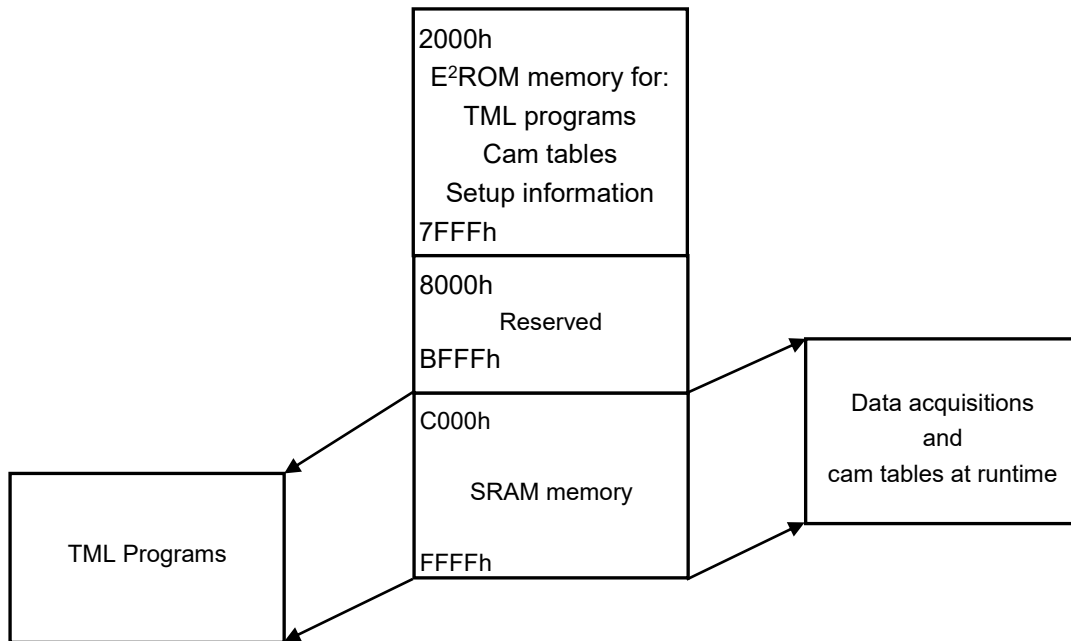 2000h
E²ROM memory for:
TML programs
Cam tables
Setup information
7FFFh
8000h
Reserved
BFFFh
C000h
SRAM memory
FFFFh
TML Programs
Data acquisitions
and
cam tables at runtime